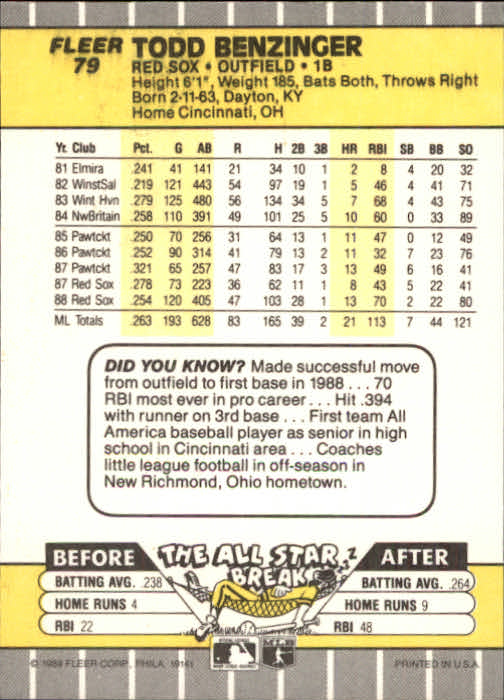 FLEER
79
TODD BENZINGER
RED SOX • OUTFIELD • 1B
Height 6'1", Weight 185, Bats Both, Throws Right
Born 2-11-63, Dayton, KY
Home Cincinnati, OH
Yr. Club Pct. G AB R H 2B 3B HR RBI SB BB SO
81 Elmira .241 41 141 21 34 10 1 2 8 4 20 32
82 WinstSal .219 121 443 54 97 19 1 5 46 4 41 71
83 Wint Hvn .279 125 480 56 134 34 5 7 68 4 43 75
84 NwBritain .258 110 391 49 101 25 5 10 60 0 33 89
85 Pawtckt .250 70 256 31 64 13 1 11 47 0 12 49
86 Pawtckt .252 90 314 41 79 13 2 11 32 7 23 76
87 Pawtckt .321 65 257 47 83 17 3 13 49 6 16 41
87 Red Sox .278 73 223 36 62 11 1 8 43 5 22 41
88 Red Sox .254 120 405 47 103 28 1 13 70 2 22 80
ML Totals .263 193 628 83 165 39 2 21 113 7 44 121
DID YOU KNOW? Made successful move
from outfield to first base in 1988 . . . 70
RBI most ever in pro career . . . Hit .394
with runner on 3rd base . . . First team All
America baseball player as senior in high
school in Cincinnati area . . . Coaches
little league football in off-season in
New Richmond, Ohio hometown.
BEFORE THE ALL STAR BREAK AFTER
BATTING AVG. .238 BATTING AVG. .264
HOME RUNS 4 HOME RUNS 9
RBI 22 RBI 48
MLB
© 1989 FLEER CORP., PHILA. 19141 PRINTED IN U.S.A.